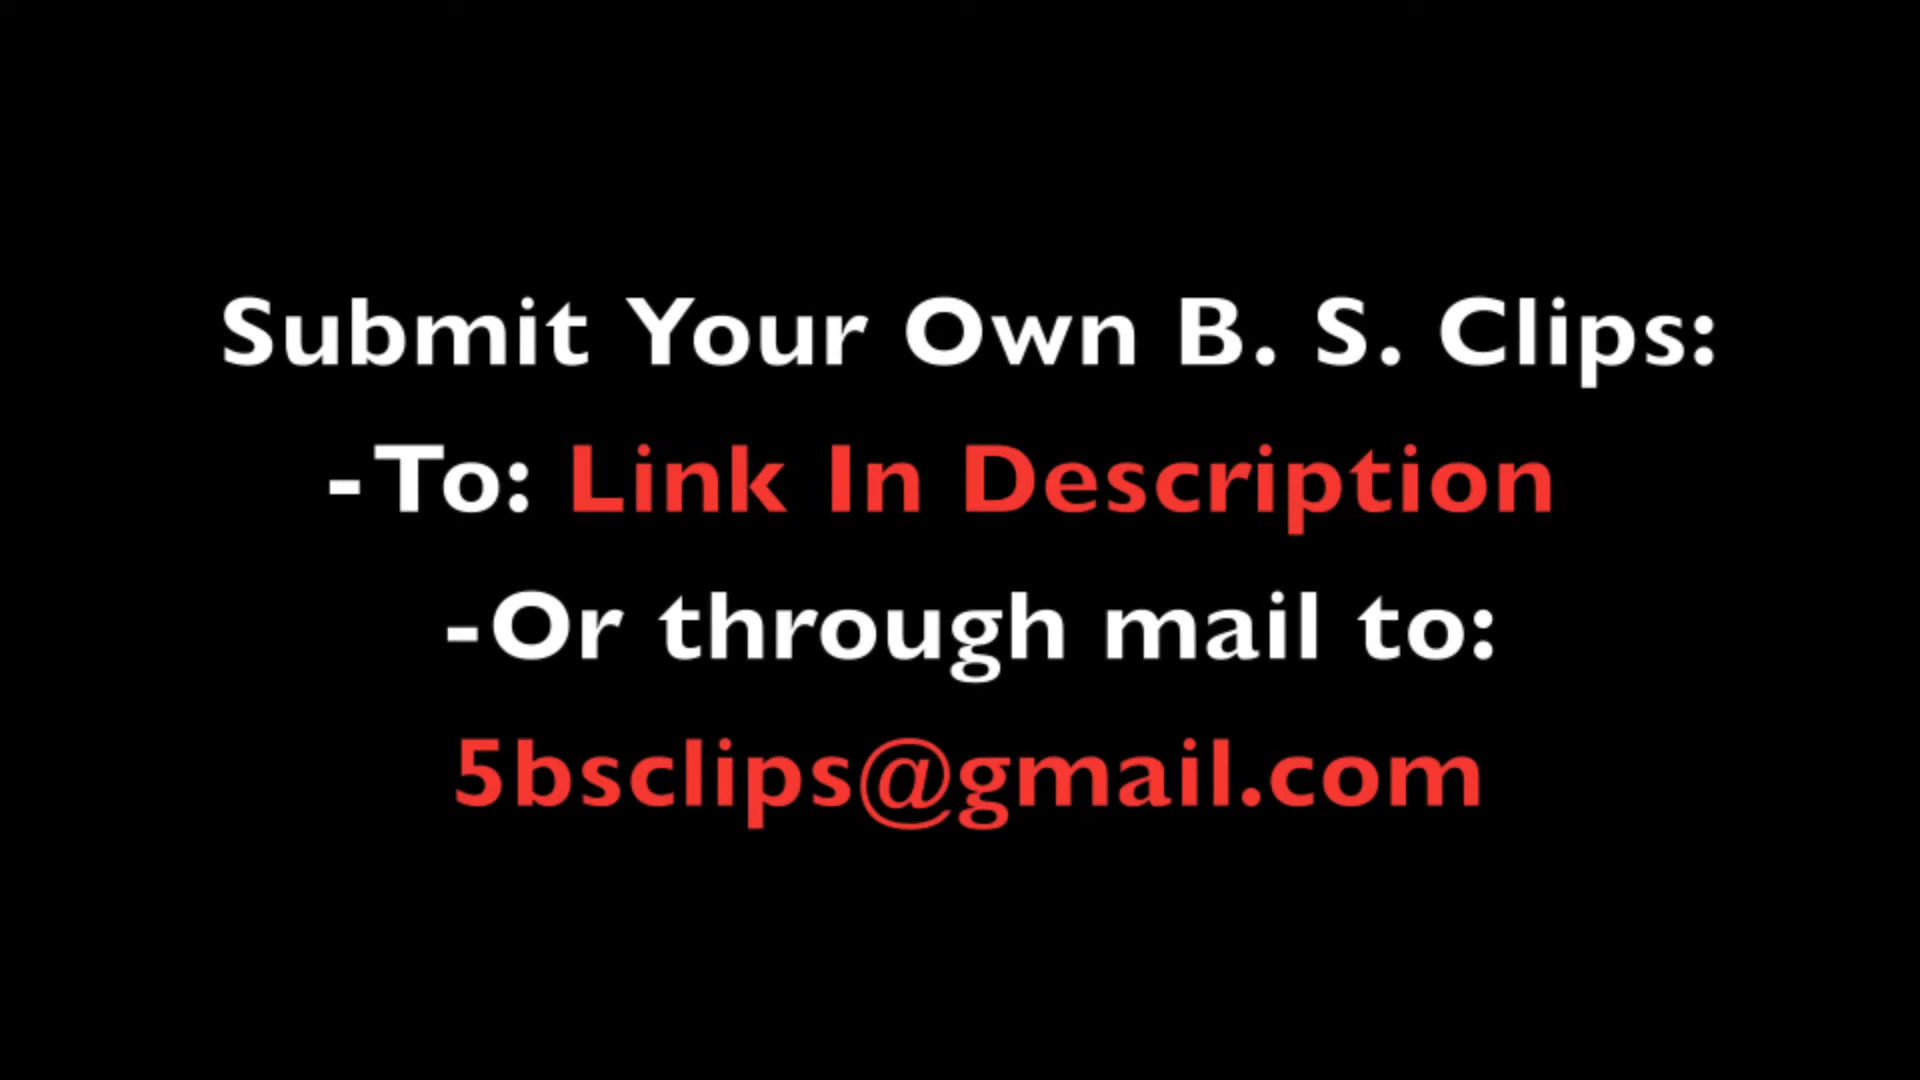 Submit Your Own B. S. Clips:
-To: Link In Description
-Or through mail to:
5bsclips@gmail.com